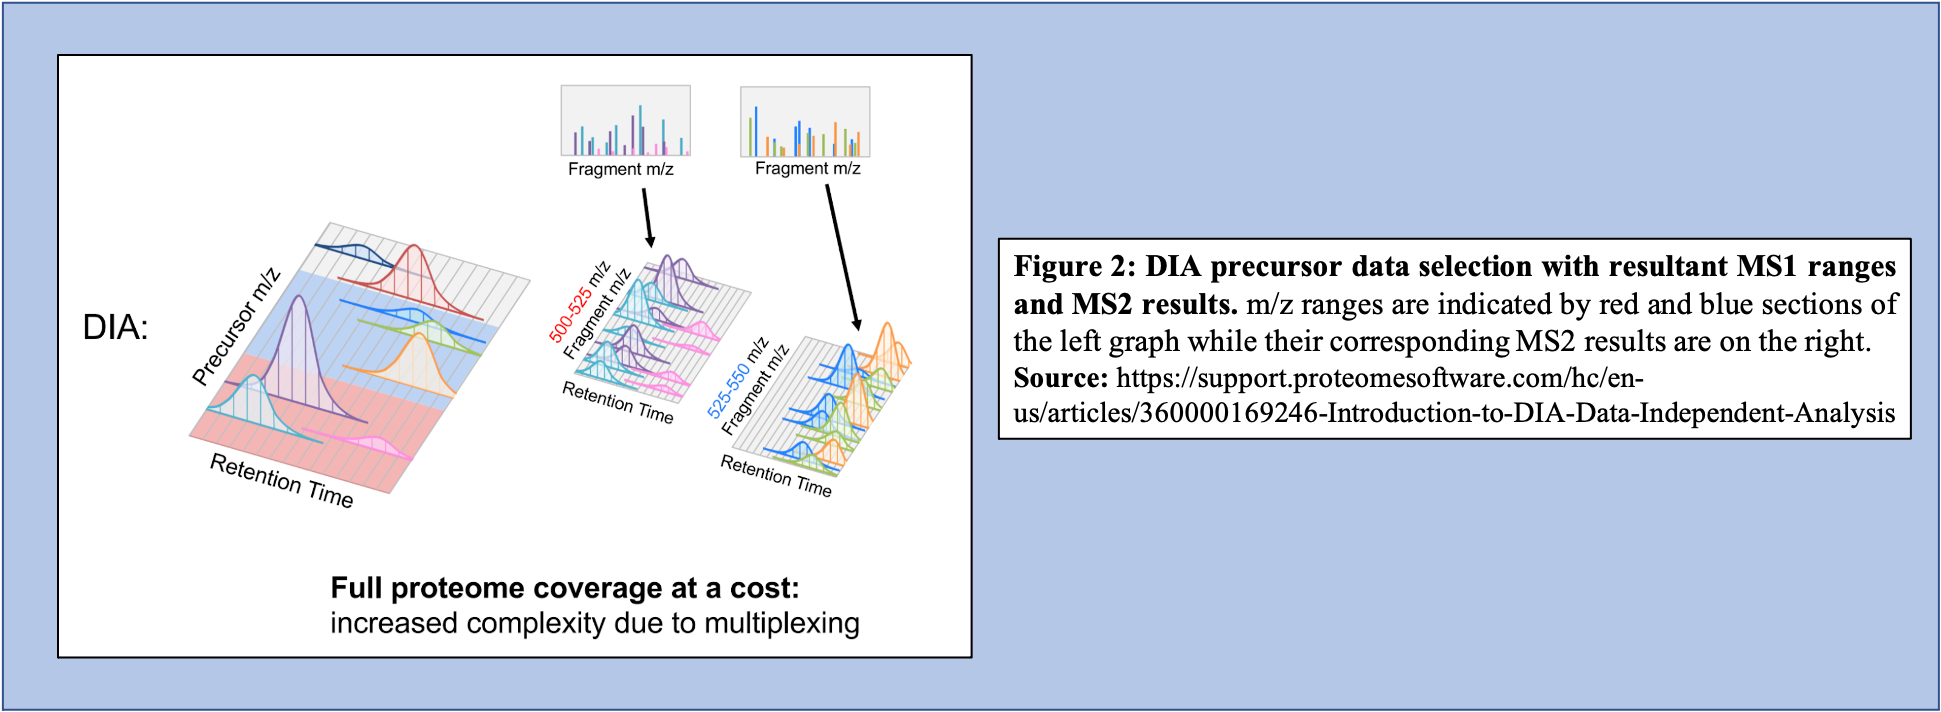 DIA:
Precursor m/z
Retention Time
Fragment m/z
Fragment m/z
500-525 m/z
Fragment m/z
Retention Time
525-550 m/z
Fragment m/z
Retention Time
Full proteome coverage at a cost:
increased complexity due to multiplexing
Figure 2: DIA precursor data selection with resultant MS1 ranges
and MS2 results. m/z ranges are indicated by red and blue sections of
the left graph while their corresponding MS2 results are on the right.
Source: https://support.proteomesoftware.com/hc/en-
us/articles/360000169246-Introduction-to-DIA-Data-Independent-Analysis